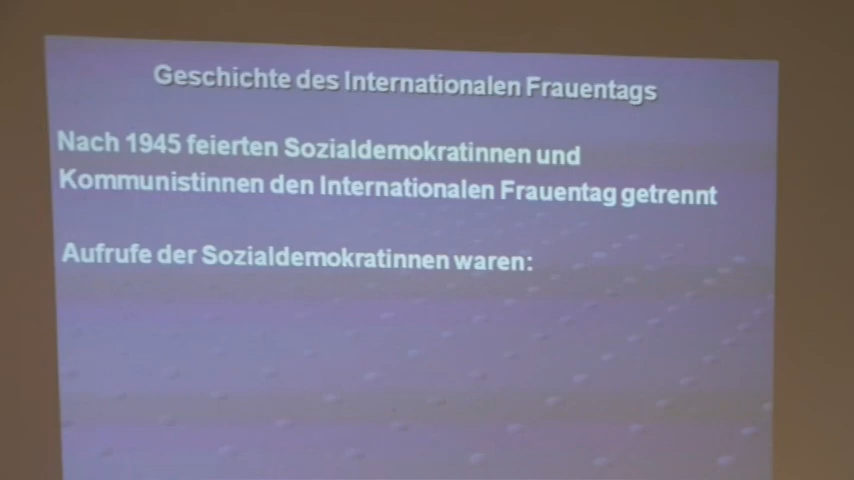 Geschichte des Internationalen Frauentags
Nach 1945 feierten Sozialdemokratinnen und
Kommunistinnen den Internationalen Frauentag getrennt
Aufrufe der Sozialdemokratinnen waren: